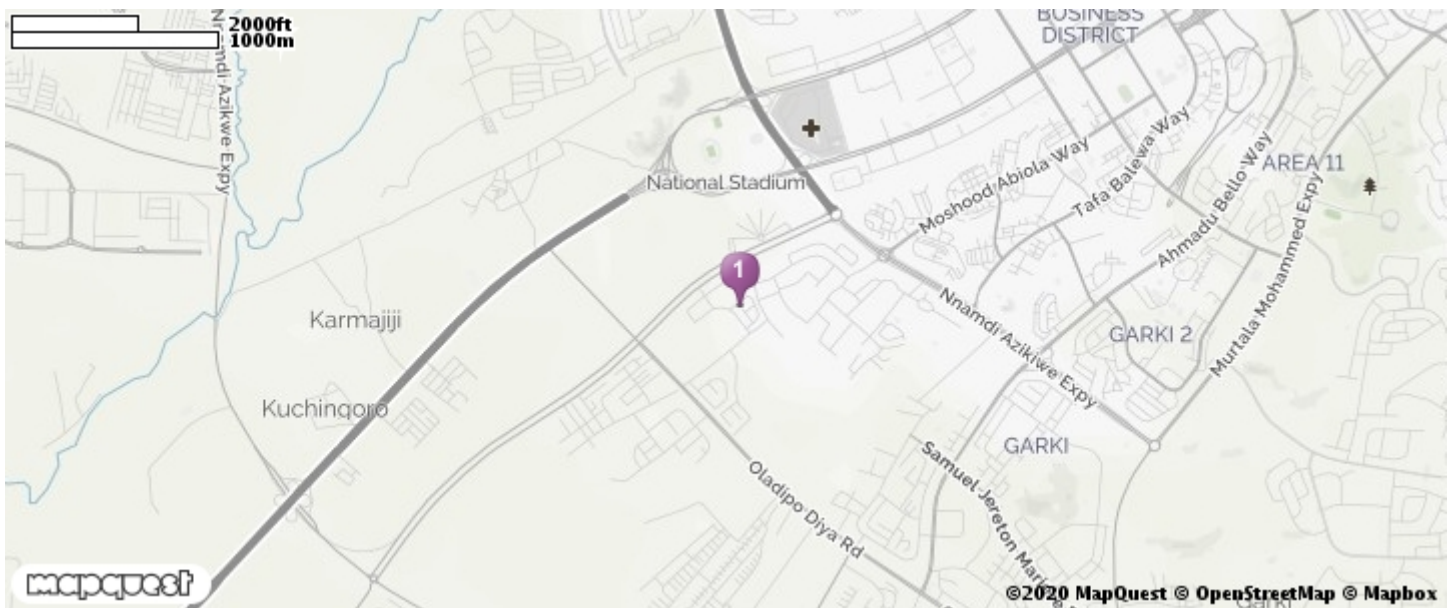 2000ft
1000m
Nnamdi Azikwe Expy
BUSINESS
DISTRICT
National Stadium
Moshood Abiola Way
Tafa Balewa Way
Ahmadu Bello Way
AREA 11
Murtala Mohammed Expy
1
Karmajiji
Nnamdi Azikiwe Expy
GARKI 2
Kuchingoro
GARKI
Samuel Jereton Mari
Oladipo Diya Rd
mapquest
©2020 MapQuest © OpenStreetMap © Mapbox